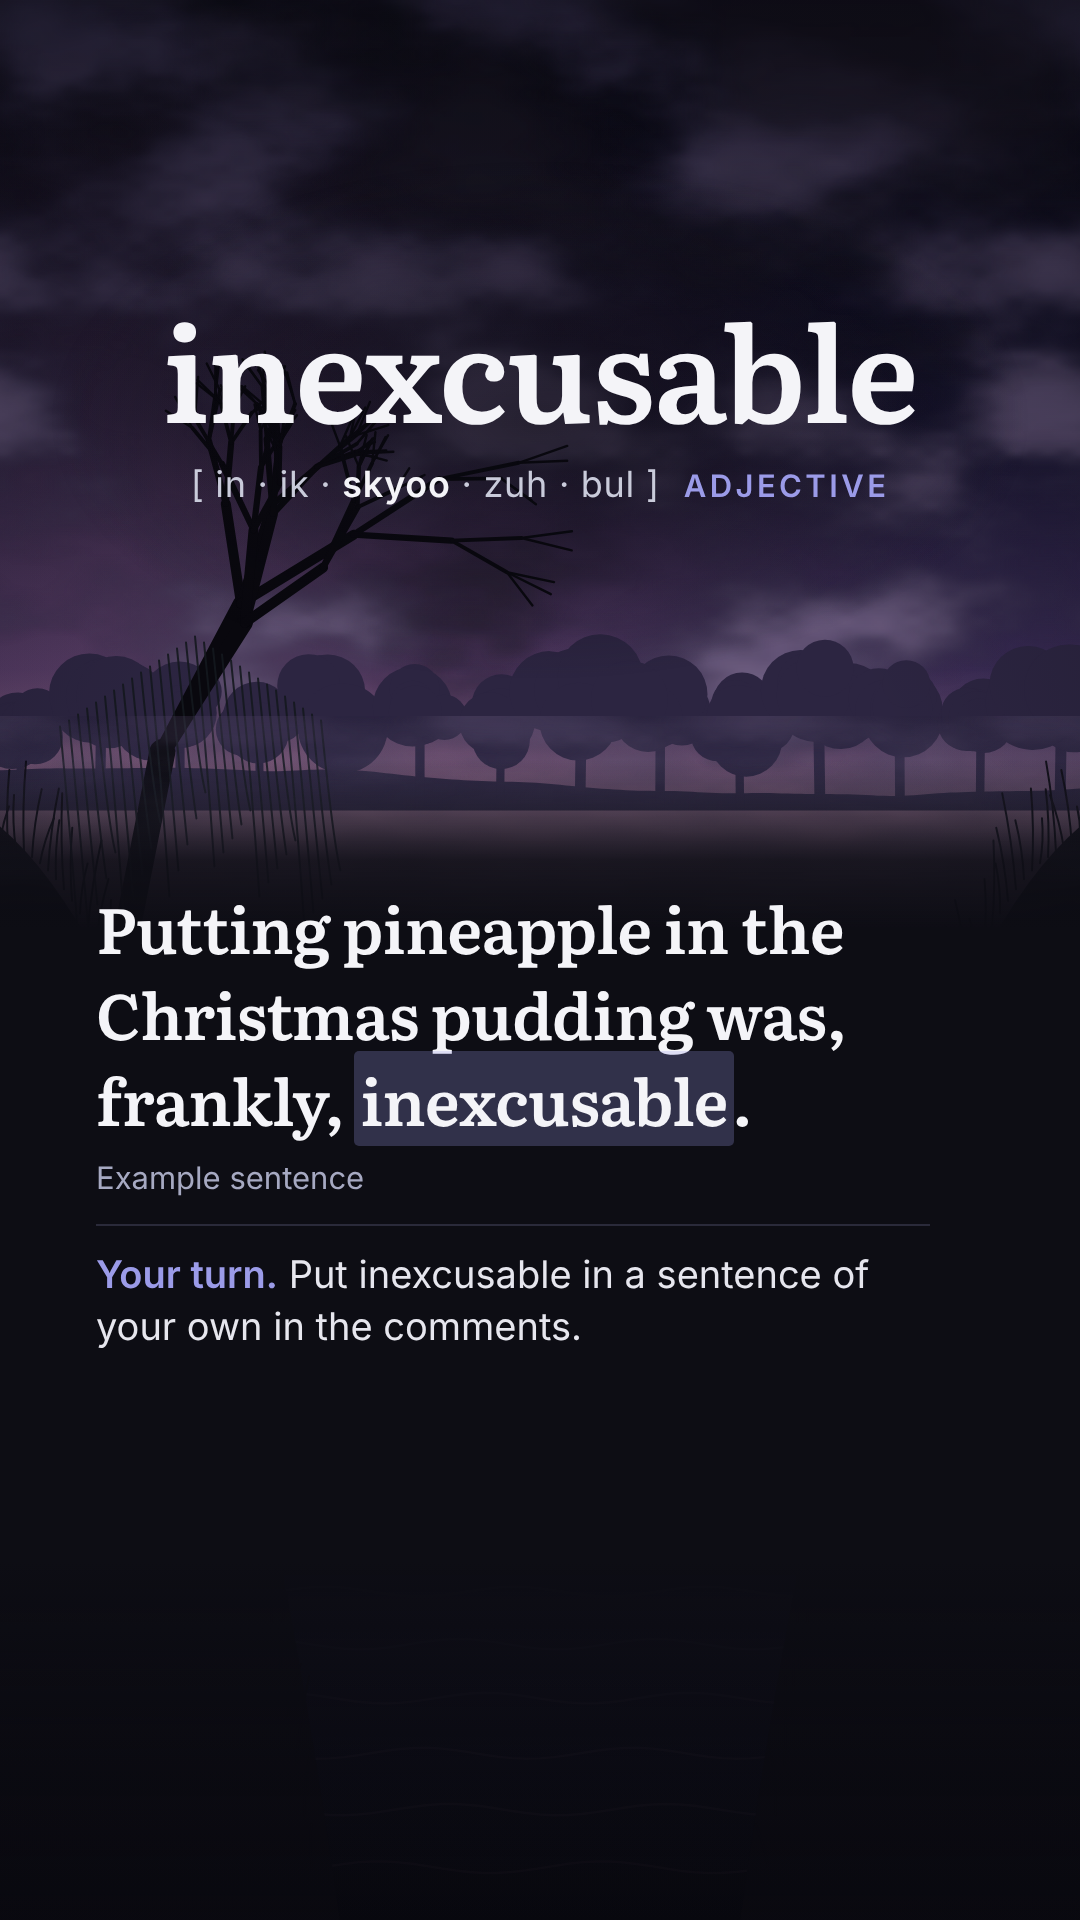 inexcusable
[ in · ik · skyoo · zuh · bul ] ADJECTIVE
Putting pineapple in the
Christmas pudding was,
frankly, inexcusable.
Example sentence
Your turn. Put inexcusable in a sentence of
your own in the comments.